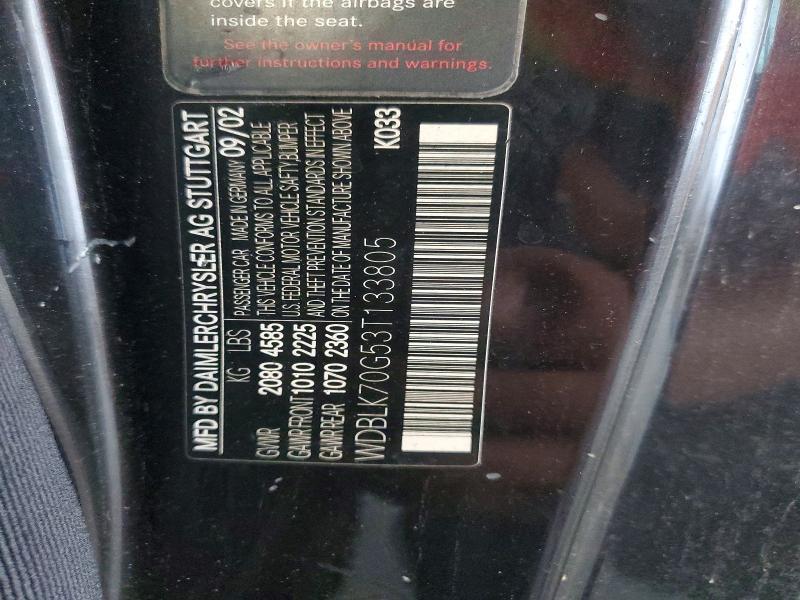 covers if the airbags are
inside the seat.
See the owner's manual for
further instructions and warnings.
MFD BY DAIMLERCHRYSLER AG STUTTGART
KG LBS PASSENGER CAR MADE IN GERMANY 09/02
GVWR 2080 4585 THIS VEHICLE CONFORMS TO ALL APPLICABLE
U.S. FEDERAL MOTOR VEHICLE SAFETY, BUMPER
GAWR FRONT 1010 2225 AND THEFT PREVENTION STANDARDS IN EFFECT
GAWR REAR 1070 2360 ON THE DATE OF MANUFACTURE SHOWN ABOVE
WDBLK70G53T133805 K033